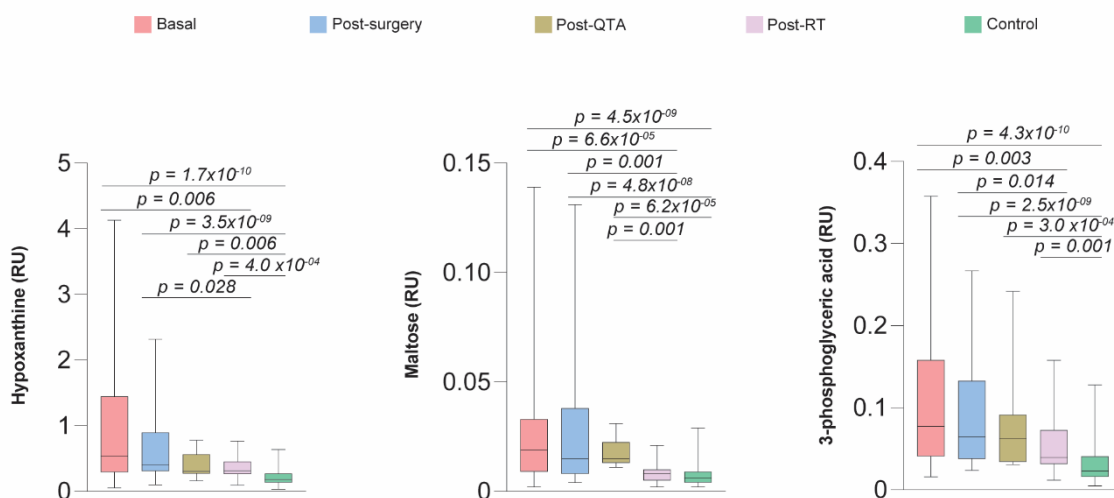 Basal
Post-surgery
Post-QTA
Post-RT
Control
Hypoxanthine (RU)
5
4
3
2
1
0
p = 1.7x10⁻¹⁰
p = 0.006
p = 3.5x10⁻⁰⁹
p = 0.006
p = 4.0 x10⁻⁰⁴
p = 0.028
Maltose (RU)
0.15
0.10
0.05
0
p = 4.5x10⁻⁰⁹
p = 6.6x10⁻⁰⁵
p = 0.001
p = 4.8x10⁻⁰⁸
p = 6.2x10⁻⁰⁵
p = 0.001
3-phosphoglyceric acid (RU)
0.4
0.3
0.2
0.1
0
p = 4.3x10⁻¹⁰
p = 0.003
p = 0.014
p = 2.5x10⁻⁰⁹
p = 3.0 x10⁻⁰⁴
p = 0.001